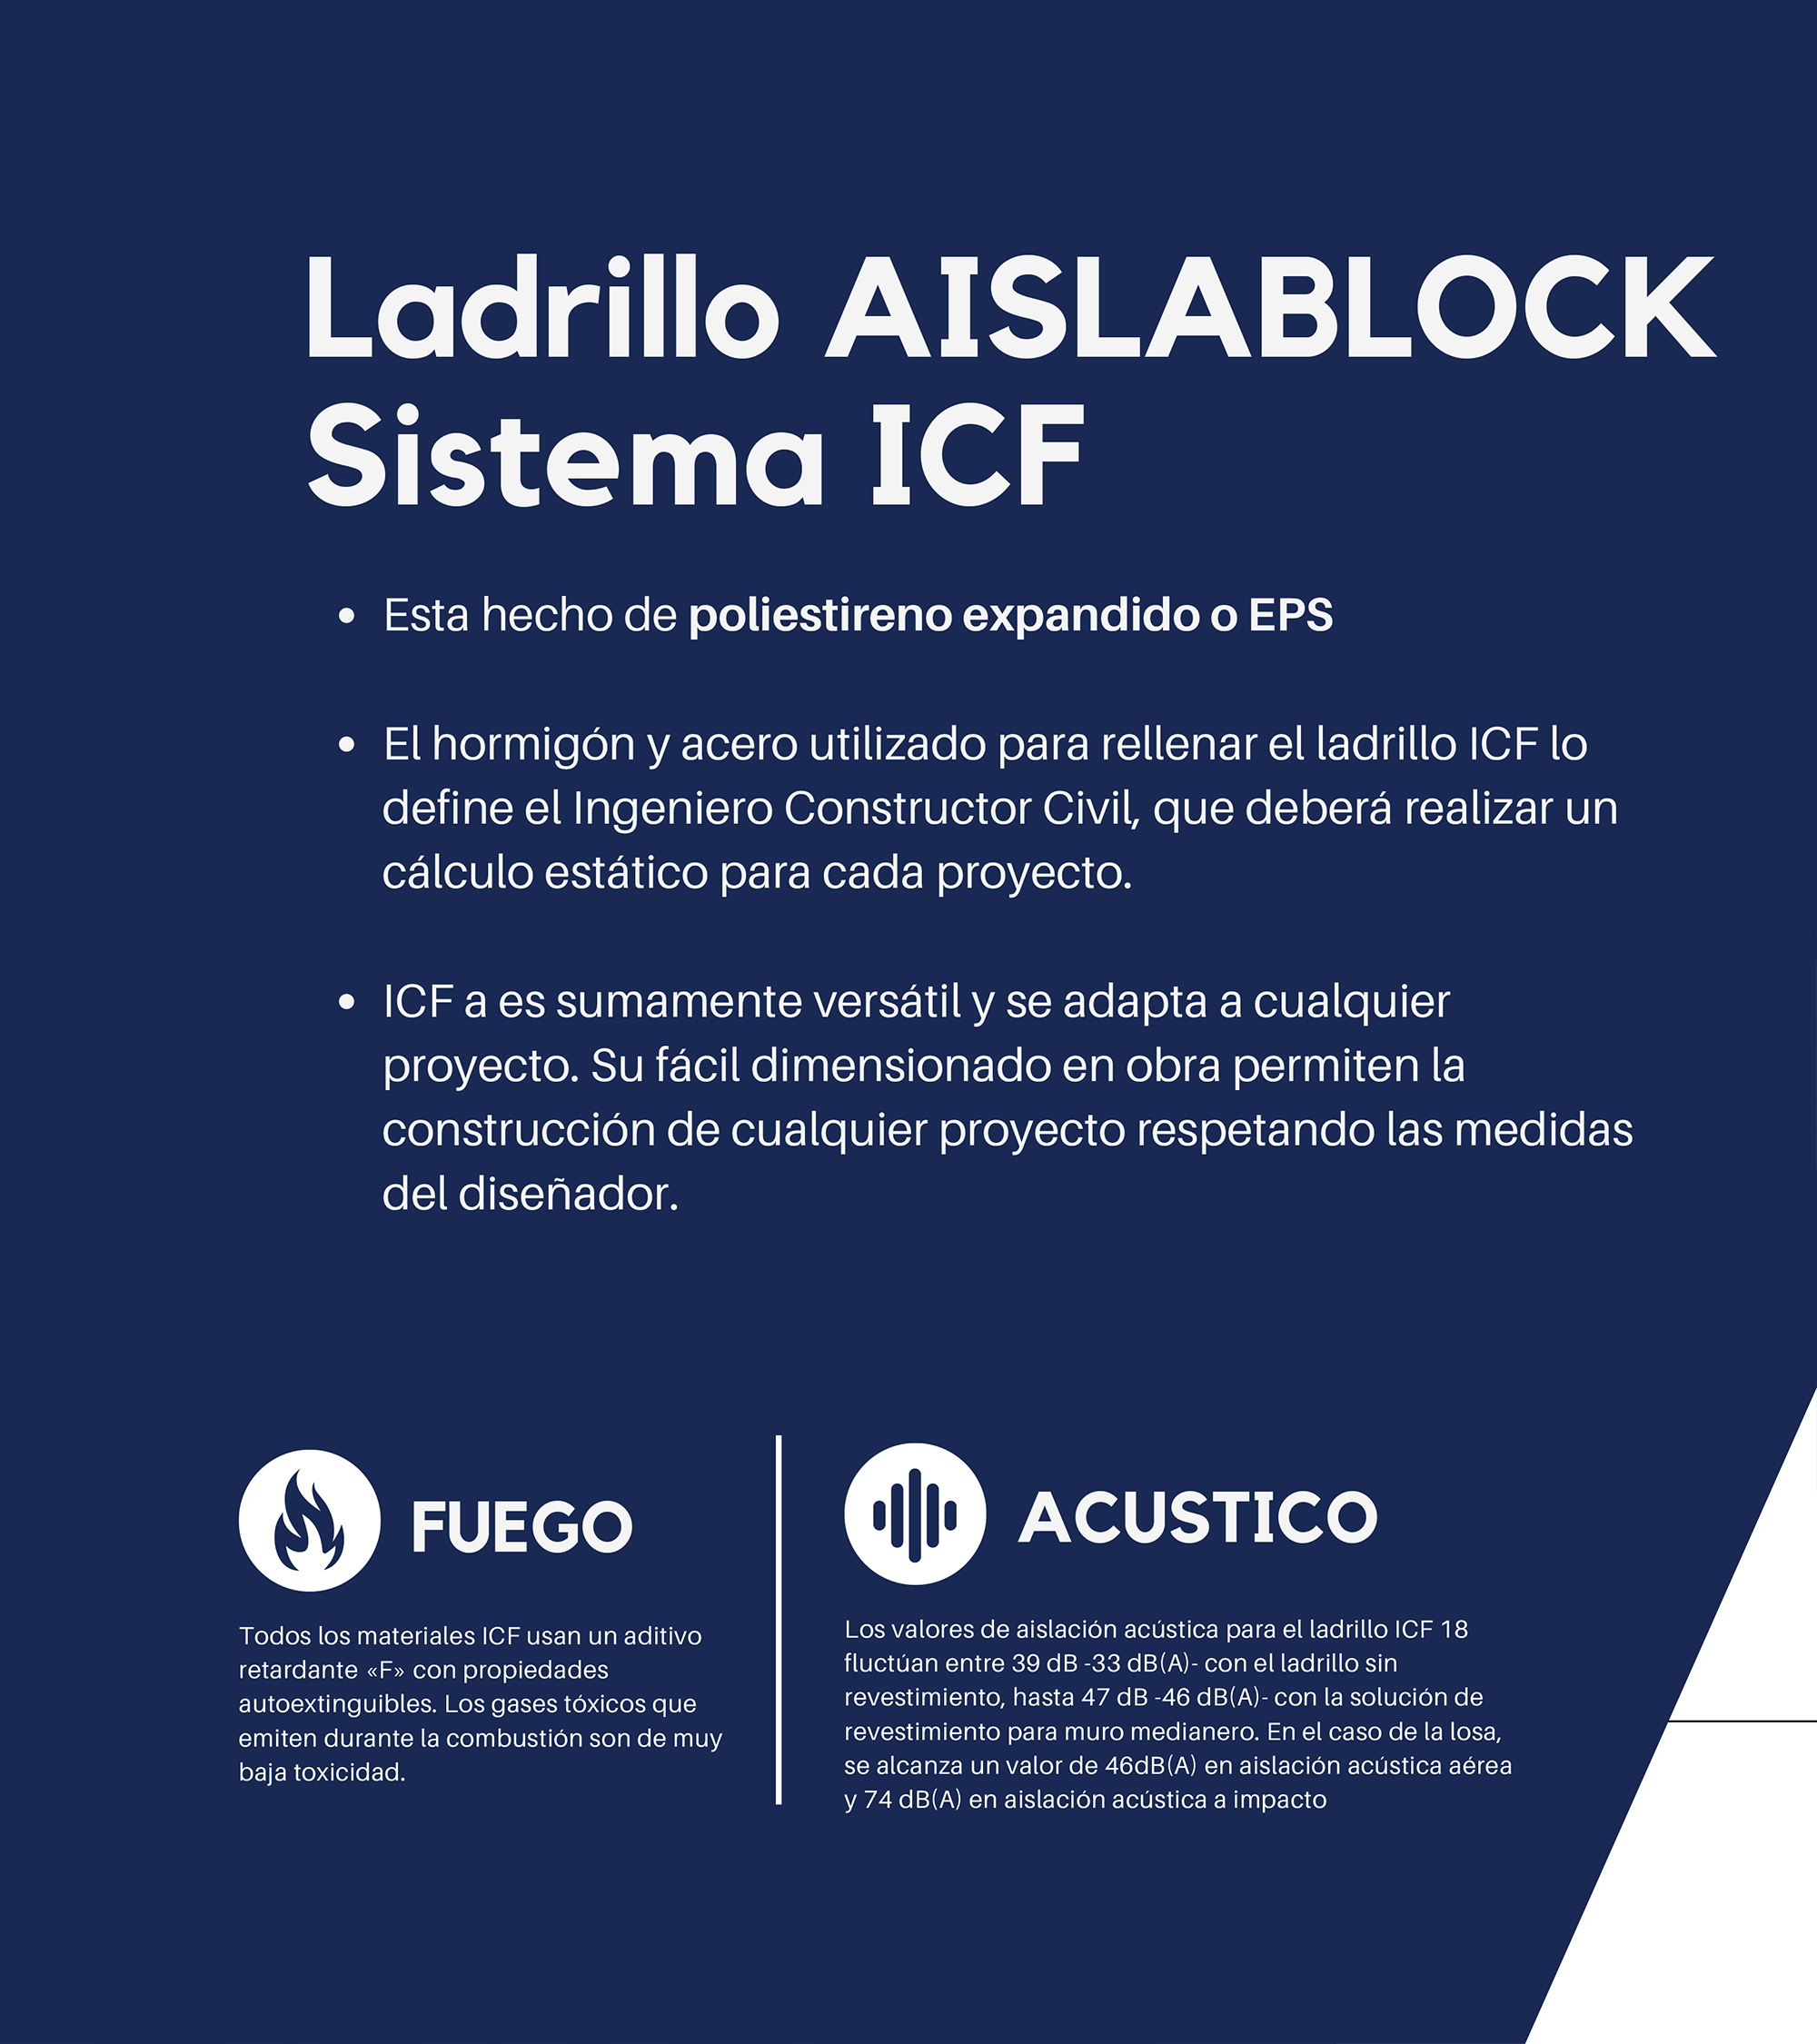 Ladrillo AISLABLOCK
Sistema ICF
• Esta hecho de poliestireno expandido o EPS
• El hormigón y acero utilizado para rellenar el ladrillo ICF lo
define el Ingeniero Constructor Civil, que deberá realizar un
cálculo estático para cada proyecto.
• ICF a es sumamente versátil y se adapta a cualquier
proyecto. Su fácil dimensionado en obra permiten la
construcción de cualquier proyecto respetando las medidas
del diseñador.
FUEGO
Todos los materiales ICF usan un aditivo
retardante «F» con propiedades
autoextinguibles. Los gases tóxicos que
emiten durante la combustión son de muy
baja toxicidad.
ACUSTICO
Los valores de aislación acústica para el ladrillo ICF 18
fluctúan entre 39 dB -33 dB(A)- con el ladrillo sin
revestimiento, hasta 47 dB -46 dB(A)- con la solución de
revestimiento para muro medianero. En el caso de la losa,
se alcanza un valor de 46dB(A) en aislación acústica aérea
y 74 dB(A) en aislación acústica a impacto